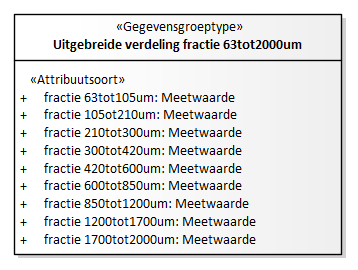 «Gegevensgroeptype»
Uitgebreide verdeling fractie 63tot2000um
«Attribuutsoort»
+ fractie 63tot105um: Meetwaarde
+ fractie 105ot210um: Meetwaarde
+ fractie 210tot300um: Meetwaarde
+ fractie 300tot420um: Meetwaarde
+ fractie 420tot600um: Meetwaarde
+ fractie 600tot850um: Meetwaarde
+ fractie 850tot1200um: Meetwaarde
+ fractie 1200tot1700um: Meetwaarde
+ fractie 1700tot2000um: Meetwaarde